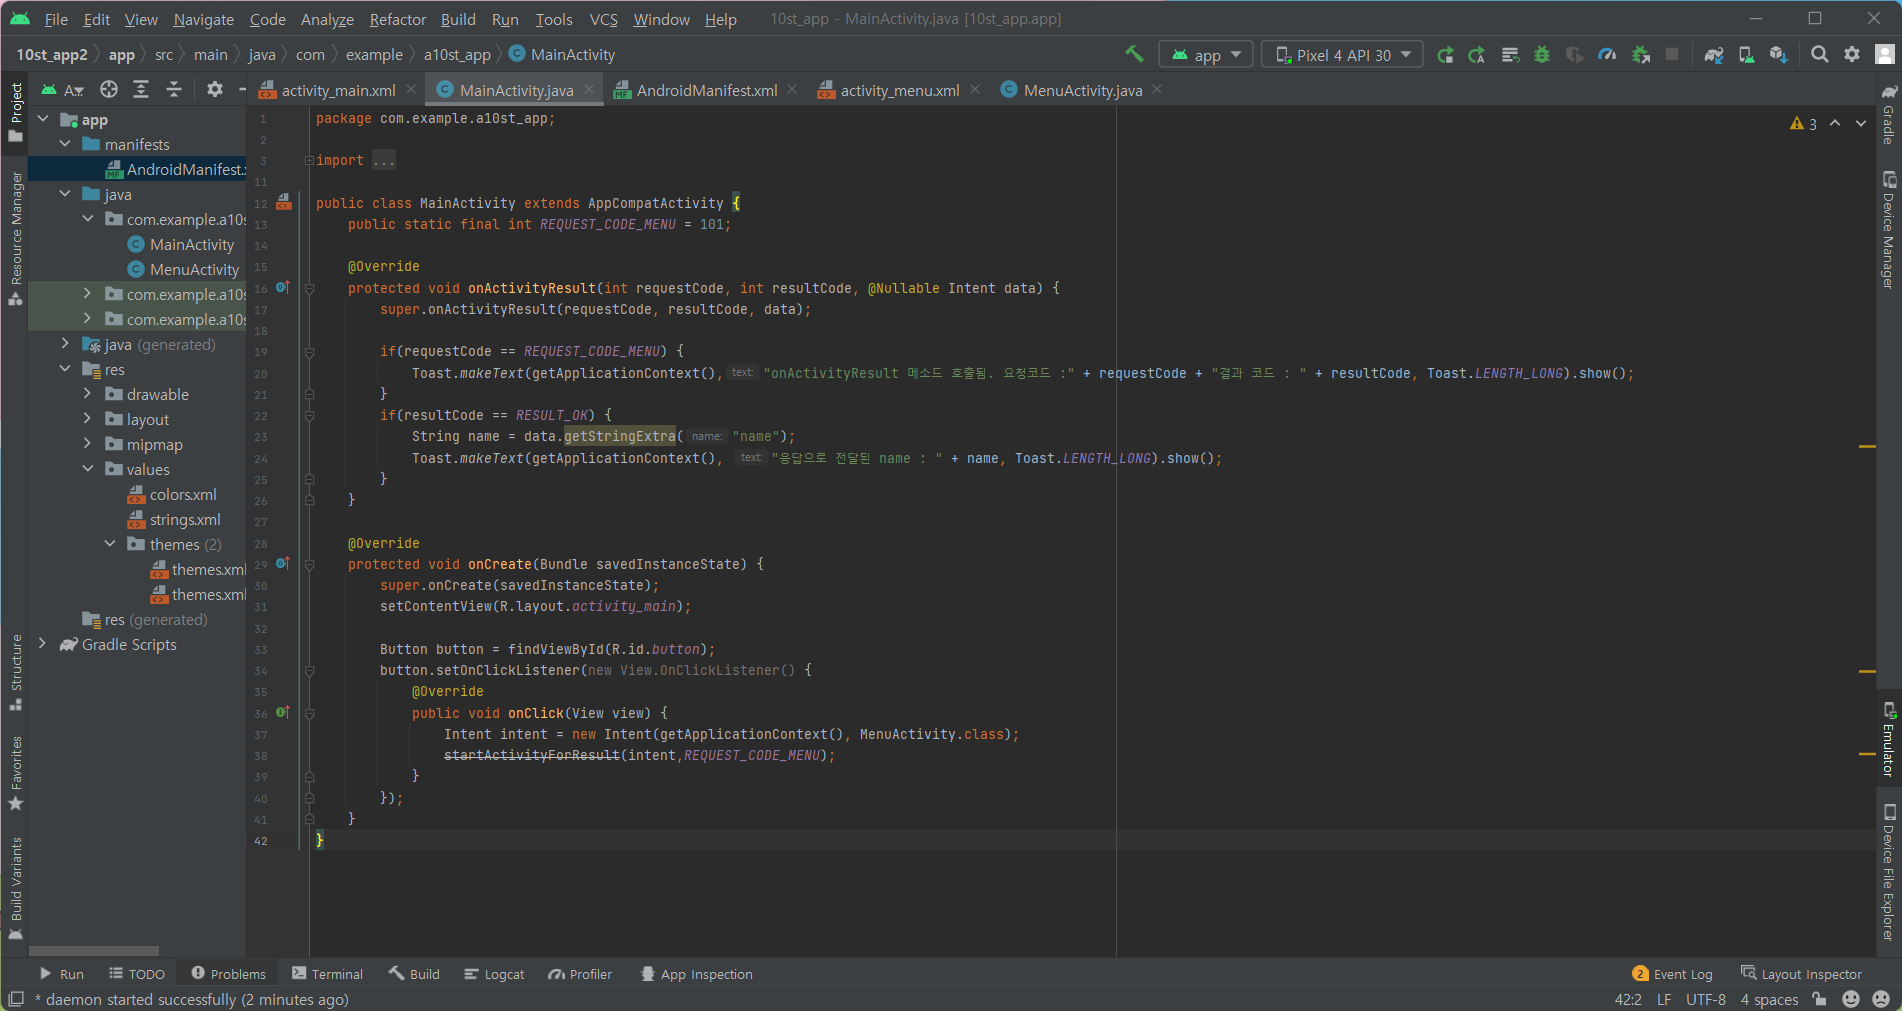 File Edit View Navigate Code Analyze Refactor Build Run Tools VCS Window Help 10st_app - MainActivity.java [10st_app.app]
10st_app2 app src main java com example a10st_app MainActivity app Pixel 4 API 30
Project
Resource Manager
Structure
Favorites
Build Variants
A...
app
manifests
AndroidManifest.
java
com.example.a10s
MainActivity
MenuActivity
com.example.a10s
com.example.a10s
java (generated)
res
drawable
layout
mipmap
values
colors.xml
strings.xml
themes (2)
themes.xml
themes.xml
res (generated)
Gradle Scripts
activity_main.xml MainActivity.java AndroidManifest.xml activity_menu.xml MenuActivity.java
3
1 package com.example.a10st_app;
2
3 import ...
11
12 public class MainActivity extends AppCompatActivity {
13 public static final int REQUEST_CODE_MENU = 101;
14
15 @Override
16 protected void onActivityResult(int requestCode, int resultCode, @Nullable Intent data) {
17 super.onActivityResult(requestCode, resultCode, data);
18
19 if(requestCode == REQUEST_CODE_MENU) {
20 Toast.makeText(getApplicationContext(), text: "onActivityResult 메소드 호출됨. 요청코드 :" + requestCode + "결과 코드 : " + resultCode, Toast.LENGTH_LONG).show();
21 }
22 if(resultCode == RESULT_OK) {
23 String name = data.getStringExtra( name: "name");
24 Toast.makeText(getApplicationContext(), text: "응답으로 전달된 name : " + name, Toast.LENGTH_LONG).show();
25 }
26 }
27
28 @Override
29 protected void onCreate(Bundle savedInstanceState) {
30 super.onCreate(savedInstanceState);
31 setContentView(R.layout.activity_main);
32
33 Button button = findViewById(R.id.button);
34 button.setOnClickListener(new View.OnClickListener() {
35 @Override
36 public void onClick(View view) {
37 Intent intent = new Intent(getApplicationContext(), MenuActivity.class);
38 startActivityForResult(intent,REQUEST_CODE_MENU);
39 }
40 });
41 }
42 }
Gradle
Device Manager
Emulator
Device File Explorer
Run TODO Problems Terminal Build Logcat Profiler App Inspection 2 Event Log Layout Inspector
* daemon started successfully (2 minutes ago) 42:2 LF UTF-8 4 spaces